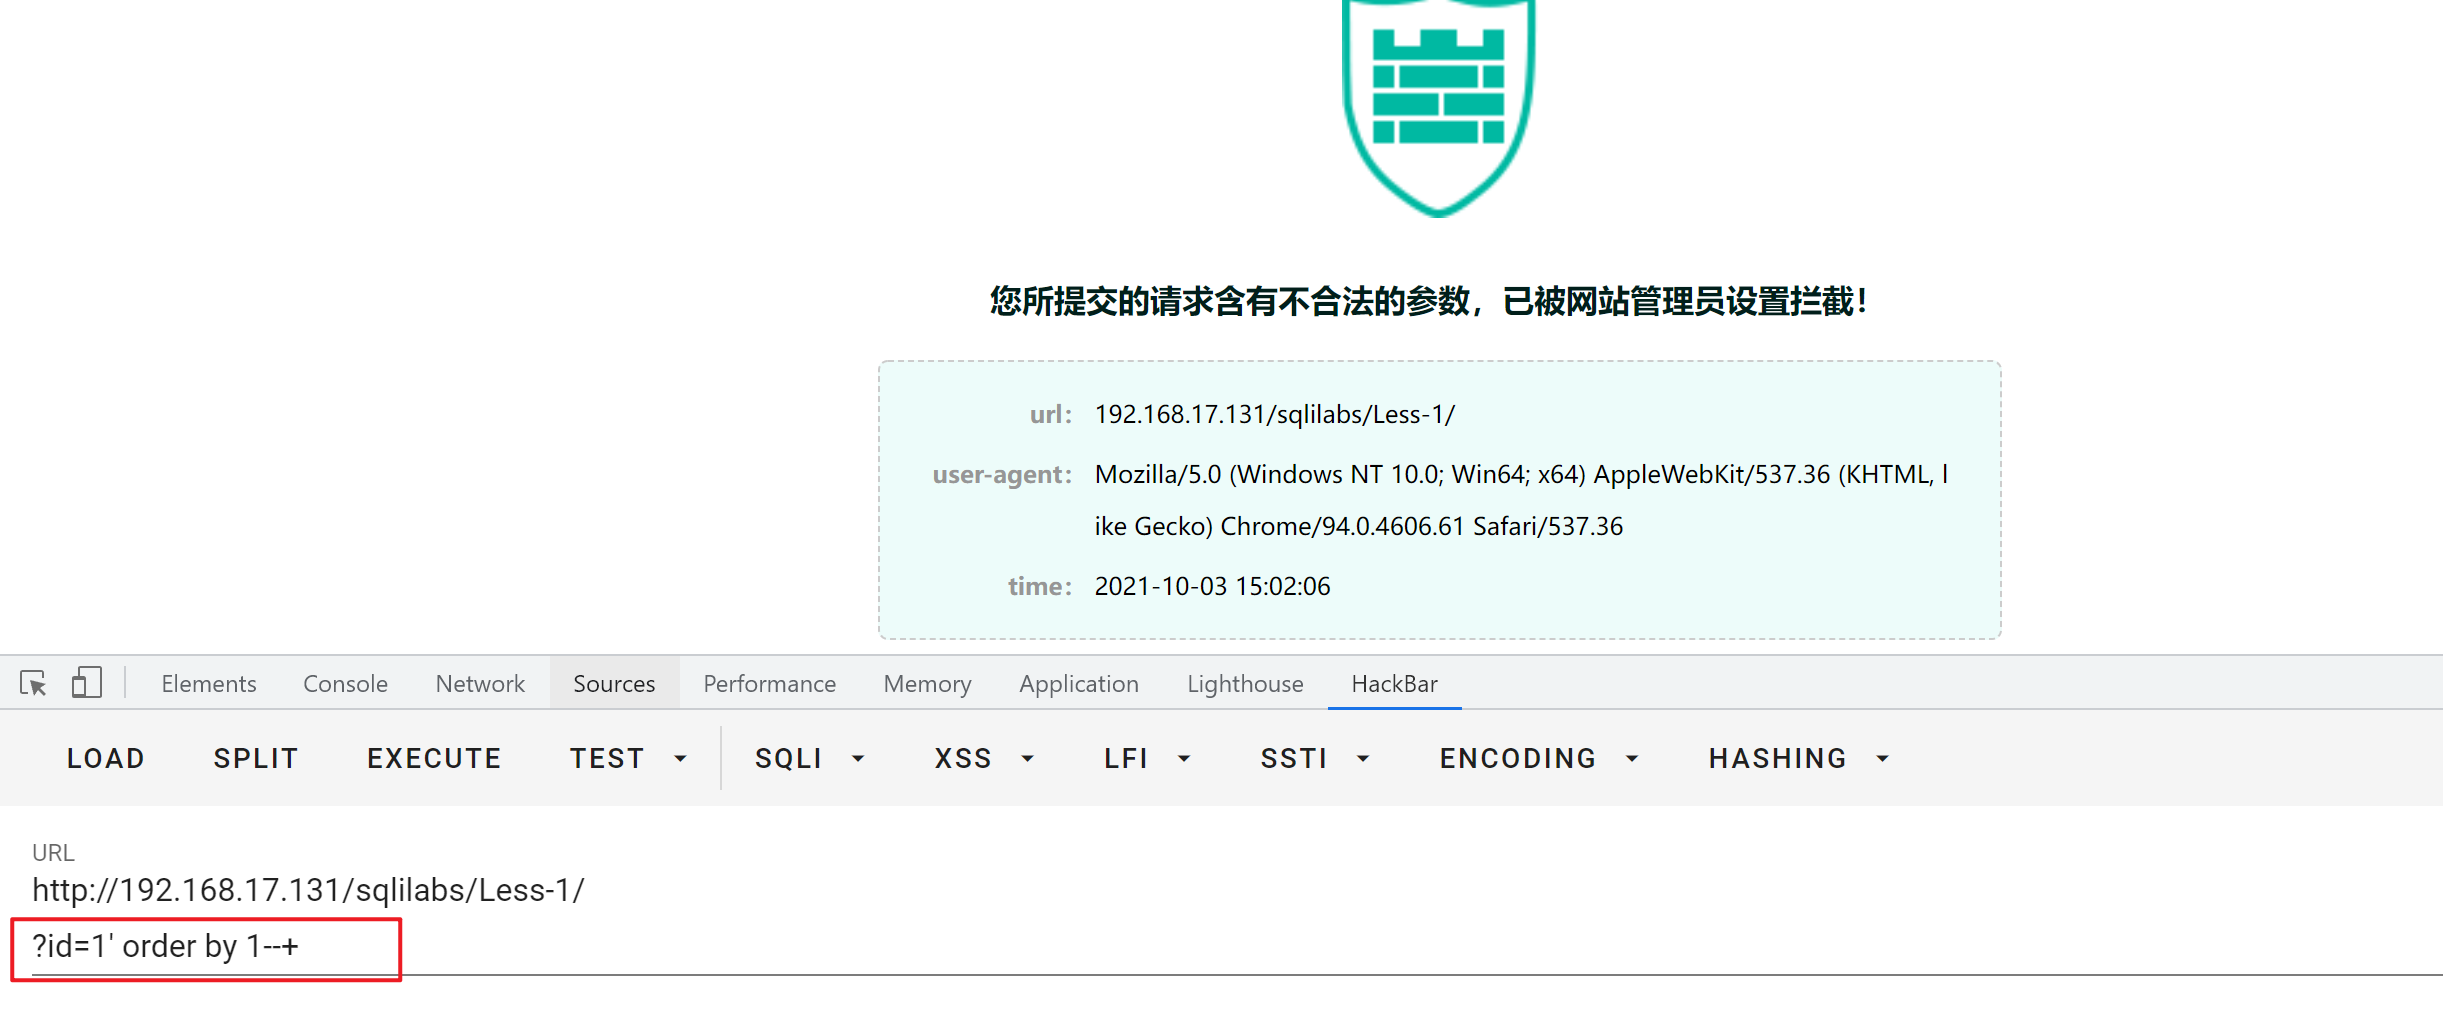 您所提交的请求含有不合法的参数，已被网站管理员设置拦截！
url： 192.168.17.131/sqlilabs/Less-1/
user-agent： Mozilla/5.0 (Windows NT 10.0; Win64; x64) AppleWebKit/537.36 (KHTML, l
ike Gecko) Chrome/94.0.4606.61 Safari/537.36
time： 2021-10-03 15:02:06
Elements Console Network Sources Performance Memory Application Lighthouse HackBar
LOAD SPLIT EXECUTE TEST SQLI XSS LFI SSTI ENCODING HASHING
URL
http://192.168.17.131/sqlilabs/Less-1/
?id=1' order by 1--+